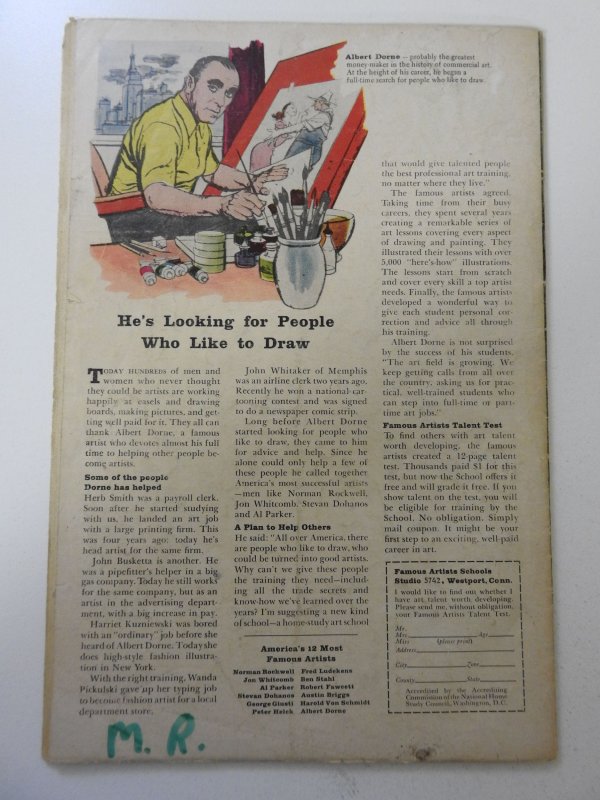 Albert Dorne — probably the greatest
money-maker in the history of commercial art.
At the height of his career, he began a
full-time search for people who like to draw.
He's Looking for People
Who Like to Draw
TODAY HUNDREDS of men and
women who never thought
they could be artists are working
happily at easels and drawing
boards, making pictures, and get-
ting well paid for it. They all can
thank Albert Dorne, a famous
artist who devotes almost his full
time to helping other people be-
come artists.
Some of the people
Dorne has helped
Herb Smith was a payroll clerk.
Soon after he started studying
with us, he landed an art job
with a large printing firm. This
was four years ago: today he's
head artist for the same firm.
John Busketta is another. He
was a pipefitter's helper in a big
gas company. Today he still works
for the same company, but as an
artist in the advertising depart-
ment, with a big increase in pay.
Harriet Kuzniewski was bored
with an "ordinary" job before she
heard of Albert Dorne. Today she
does high-style fashion illustra-
tion in New York.
With the right training, Wanda
Pickulski gave up her typing job
to become fashion artist for a local
department store.
John Whitaker of Memphis
was an airline clerk two years ago.
Recently he won a national car-
tooning contest and was signed
to do a newspaper comic strip.
Long before Albert Dorne
started looking for people who
like to draw, they came to him
for advice and help. Since he
alone could only help a few of
these people he called together
America's most successful artists
—men like Norman Rockwell,
Jon Whitcomb, Stevan Dohanos
and Al Parker.
A Plan to Help Others
He said: "All over America, there
are people who like to draw, who
could be turned into good artists.
Why can't we give these people
the training they need—includ-
ing all the trade secrets and
know-how we've learned over the
years? I'm suggesting a new kind
of school—a home-study art school
America's 12 Most
Famous Artists
Norman Rockwell Fred Ludekens
Jon Whitcomb Ben Stahl
Al Parker Robert Fawcett
Stevan Dohanos Austin Briggs
George Giusti Harold Von Schmidt
Peter Helck Albert Dorne
that would give talented people
the best professional art training,
no matter where they live."
The famous artists agreed.
Taking time from their busy
careers, they spent several years
creating a remarkable series of
art lessons covering every aspect
of drawing and painting. They
illustrated their lessons with over
5,000 "here's-how" illustrations.
The lessons start from scratch
and cover every skill a top artist
needs. Finally, the famous artists
developed a wonderful way to
give each student personal cor-
rection and advice all through
his training.
Albert Dorne is not surprised
by the success of his students.
"The art field is growing. We
keep getting calls from all over
the country, asking us for prac-
tical, well-trained students who
can step into full-time or part-
time art jobs."
Famous Artists Talent Test
To find others with art talent
worth developing, the famous
artists created a 12-page talent
test. Thousands paid $1 for this
test, but now the School offers it
free and will grade it free. If you
show talent on the test, you will
be eligible for training by the
School. No obligation. Simply
mail coupon. It might be your
first step to an exciting, well-paid
career in art.
Famous Artists Schools
Studio 5742, Westport, Conn.
I would like to find out whether I
have art talent worth developing.
Please send me, without obligation,
your Famous Artists Talent Test.
Mr.
Mrs. Age
Miss (please print)
Address
City Zone
County State
Accredited by the Accrediting
Commission of the National Home
Study Council, Washington, D.C.
M. R.